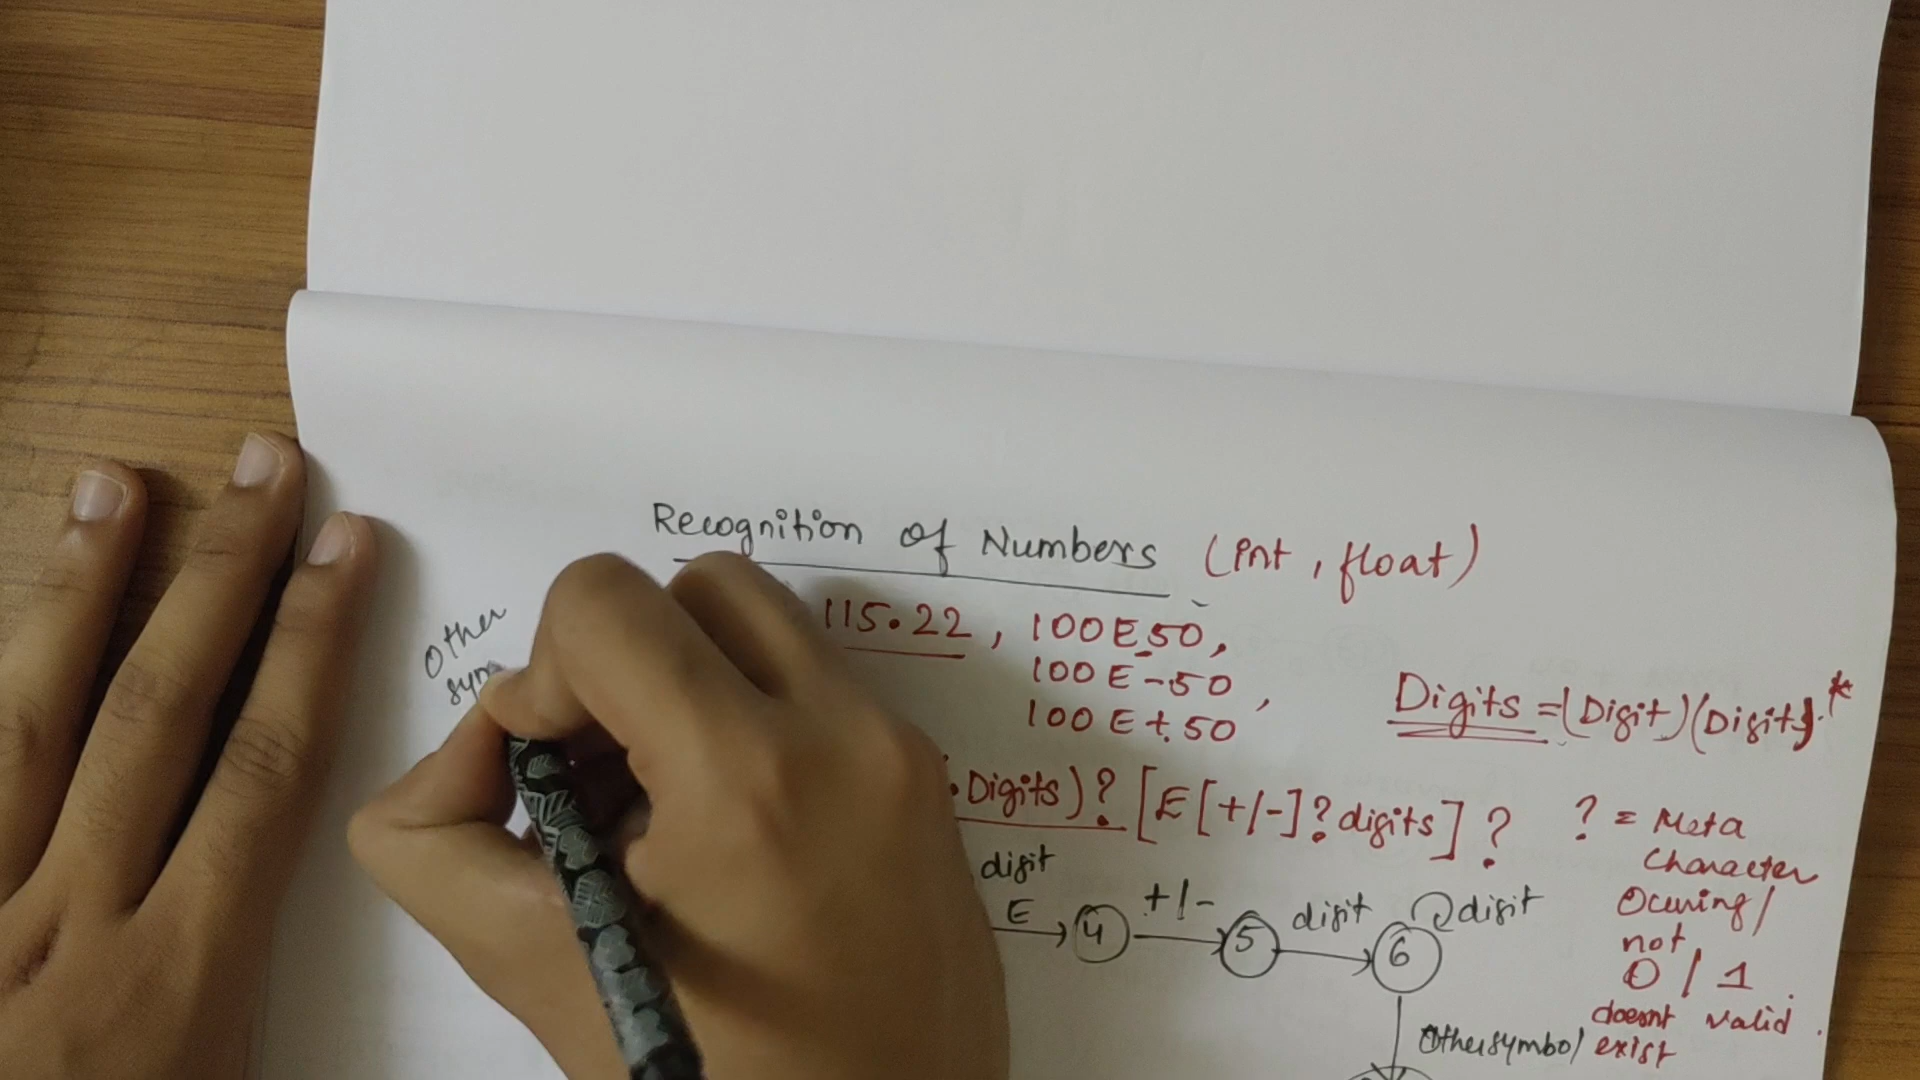 Recognition of Numbers (int, float)
115.22, 100E50,
100E-50,
100E+50
Digits = (Digit)(Digit)*
.Digits)? [E[+/-]? digits]?
? = Meta
Character
Ocuring/
not
0 / 1
doesnt valid.
exist
digit
E
4
+/-
5
digit
6
digit
Othersymbol
Other
sym